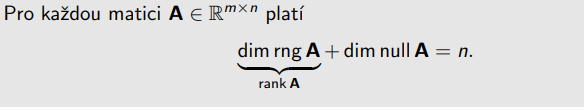 Pro každou matici A ∈ ℝ^{m×n} platí
dim rng A + dim null A = n.
rank A